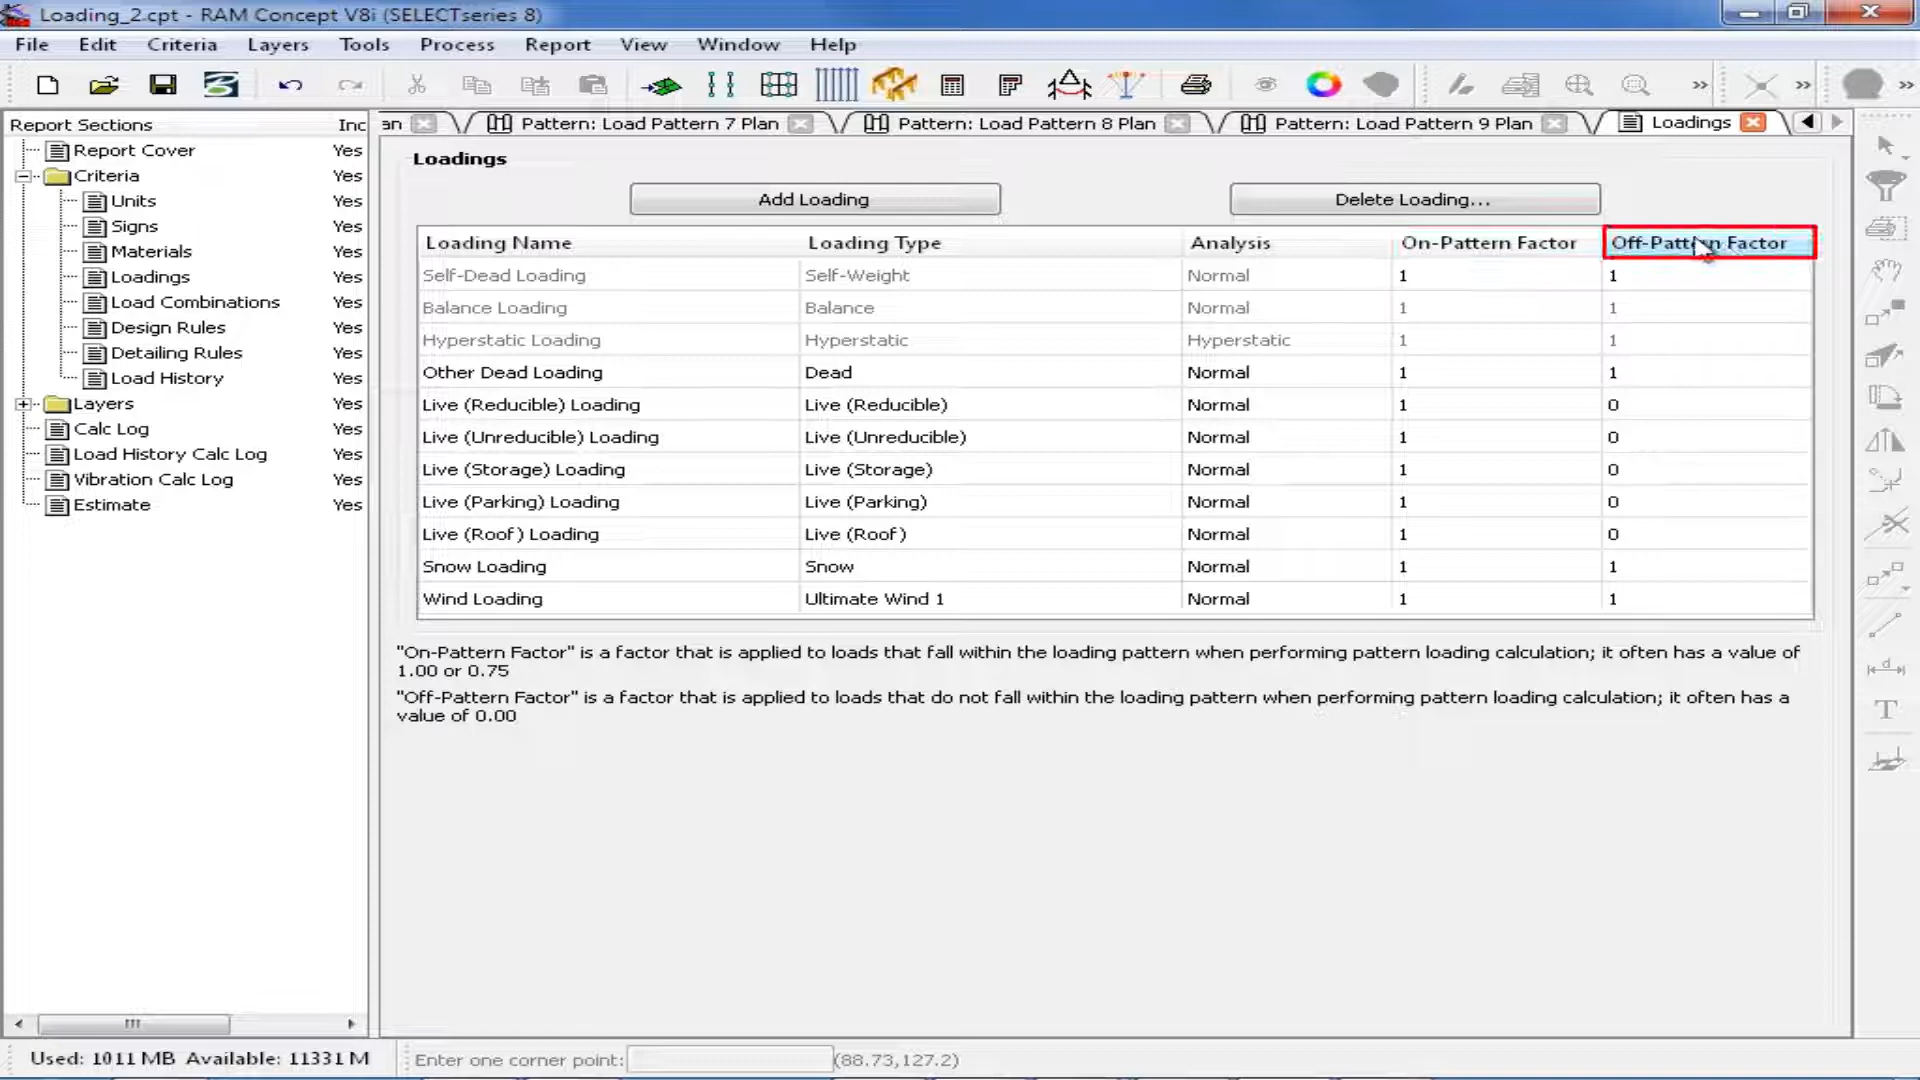 Loading_2.cpt - RAM Concept V8i (SELECTseries 8)
File Edit Criteria Layers Tools Process Report View Window Help
Report Sections Inc
Report Cover Yes
Criteria Yes
Units Yes
Signs Yes
Materials Yes
Loadings Yes
Load Combinations Yes
Design Rules Yes
Detailing Rules Yes
Load History Yes
Layers Yes
Calc Log Yes
Load History Calc Log Yes
Vibration Calc Log Yes
Estimate Yes
an Pattern: Load Pattern 7 Plan Pattern: Load Pattern 8 Plan Pattern: Load Pattern 9 Plan Loadings
Loadings
Add Loading Delete Loading...
Loading Name Loading Type Analysis On-Pattern Factor Off-Pattern Factor
Self-Dead Loading Self-Weight Normal 1 1
Balance Loading Balance Normal 1 1
Hyperstatic Loading Hyperstatic Hyperstatic 1 1
Other Dead Loading Dead Normal 1 1
Live (Reducible) Loading Live (Reducible) Normal 1 0
Live (Unreducible) Loading Live (Unreducible) Normal 1 0
Live (Storage) Loading Live (Storage) Normal 1 0
Live (Parking) Loading Live (Parking) Normal 1 0
Live (Roof) Loading Live (Roof) Normal 1 0
Snow Loading Snow Normal 1 1
Wind Loading Ultimate Wind 1 Normal 1 1
"On-Pattern Factor" is a factor that is applied to loads that fall within the loading pattern when performing pattern loading calculation; it often has a value of
1.00 or 0.75
"Off-Pattern Factor" is a factor that is applied to loads that do not fall within the loading pattern when performing pattern loading calculation; it often has a
value of 0.00
Used: 1011 MB Available: 11331 M
Enter one corner point: (88.73,127.2)